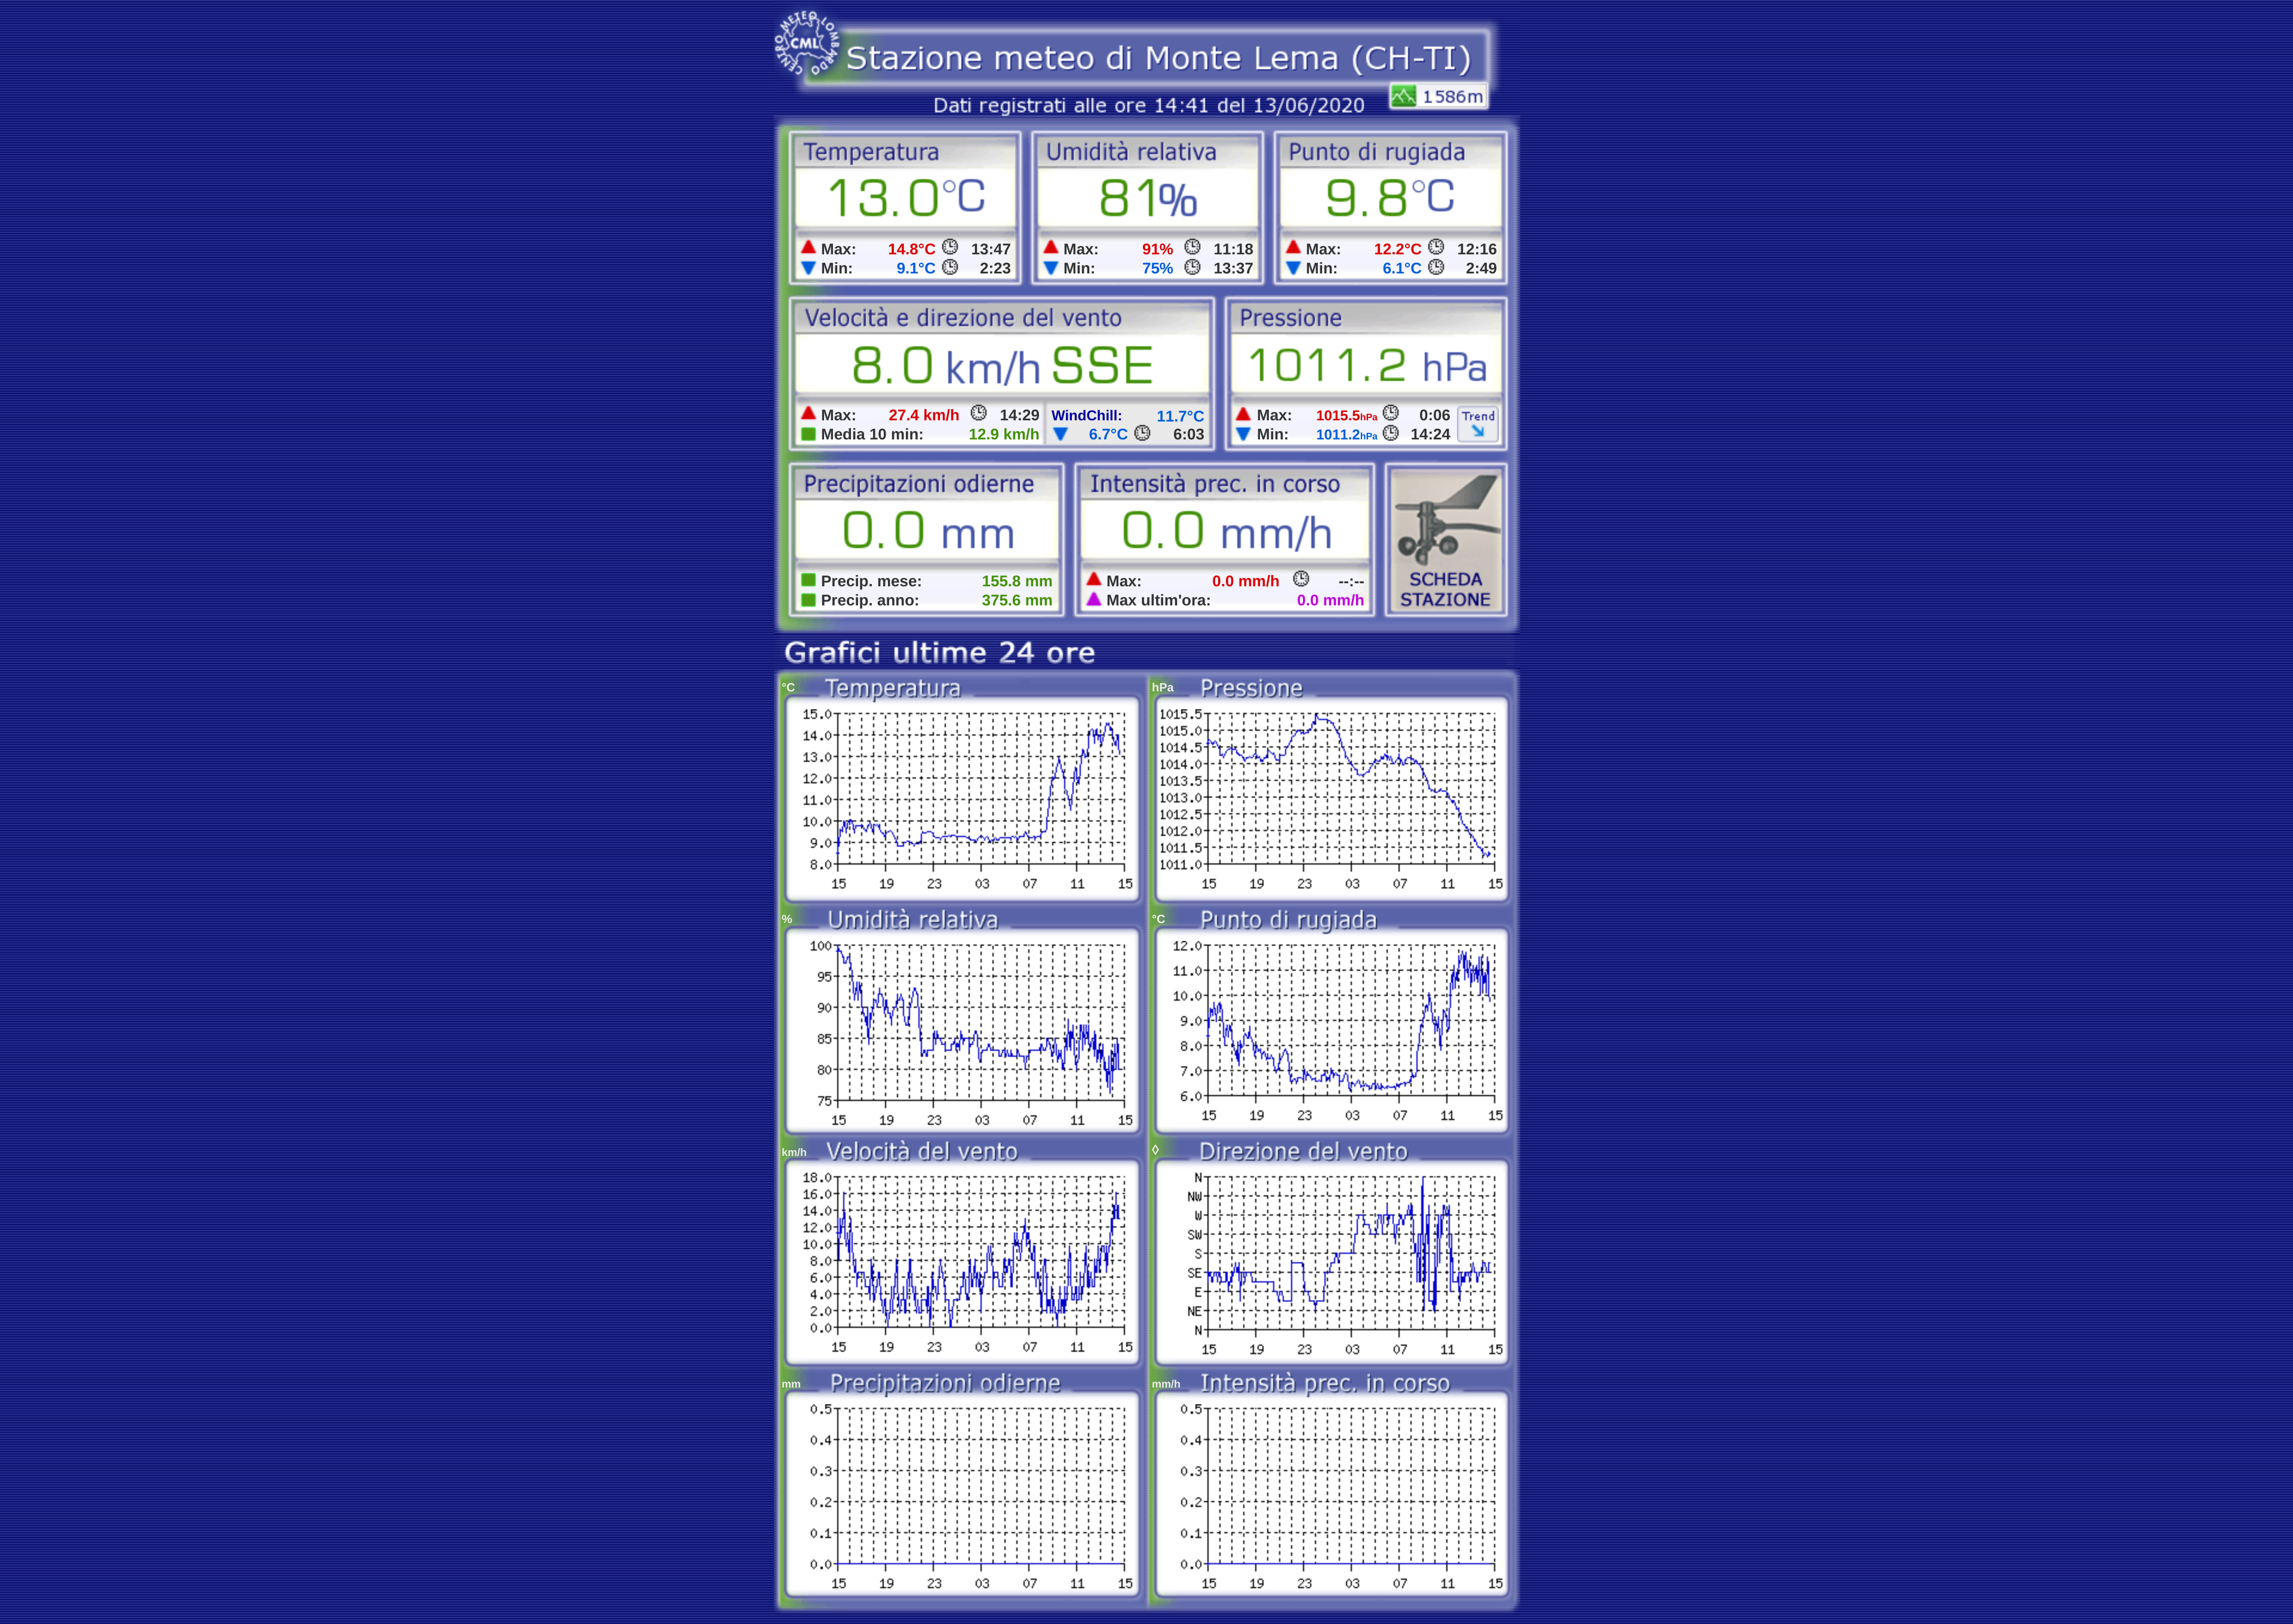 CENTRO METEO LOMBARDO
CML
Stazione meteo di Monte Lema (CH-TI)
Dati registrati alle ore 14:41 del 13/06/2020
1586m
Temperatura
13.0°C
Max: 14.8°C 13:47
Min: 9.1°C 2:23
Umidità relativa
81%
Max: 91% 11:18
Min: 75% 13:37
Punto di rugiada
9.8°C
Max: 12.2°C 12:16
Min: 6.1°C 2:49
Velocità e direzione del vento
8.0 km/h SSE
Max: 27.4 km/h 14:29
Media 10 min: 12.9 km/h
WindChill: 11.7°C
6.7°C 6:03
Pressione
1011.2 hPa
Max: 1015.5hPa 0:06
Min: 1011.2hPa 14:24
Trend
Precipitazioni odierne
0.0 mm
Precip. mese: 155.8 mm
Precip. anno: 375.6 mm
Intensità prec. in corso
0.0 mm/h
Max: 0.0 mm/h --:--
Max ultim'ora: 0.0 mm/h
SCHEDA
STAZIONE
Grafici ultime 24 ore
°C Temperatura
15.0
14.0
13.0
12.0
11.0
10.0
9.0
8.0
15 19 23 03 07 11 15
hPa Pressione
1015.5
1015.0
1014.5
1014.0
1013.5
1013.0
1012.5
1012.0
1011.5
1011.0
15 19 23 03 07 11 15
% Umidità relativa
100
95
90
85
80
75
15 19 23 03 07 11 15
°C Punto di rugiada
12.0
11.0
10.0
9.0
8.0
7.0
6.0
15 19 23 03 07 11 15
km/h Velocità del vento
18.0
16.0
14.0
12.0
10.0
8.0
6.0
4.0
2.0
0.0
15 19 23 03 07 11 15
◊ Direzione del vento
N
NW
W
SW
S
SE
E
NE
N
15 19 23 03 07 11 15
mm Precipitazioni odierne
0.5
0.4
0.3
0.2
0.1
0.0
15 19 23 03 07 11 15
mm/h Intensità prec. in corso
0.5
0.4
0.3
0.2
0.1
0.0
15 19 23 03 07 11 15